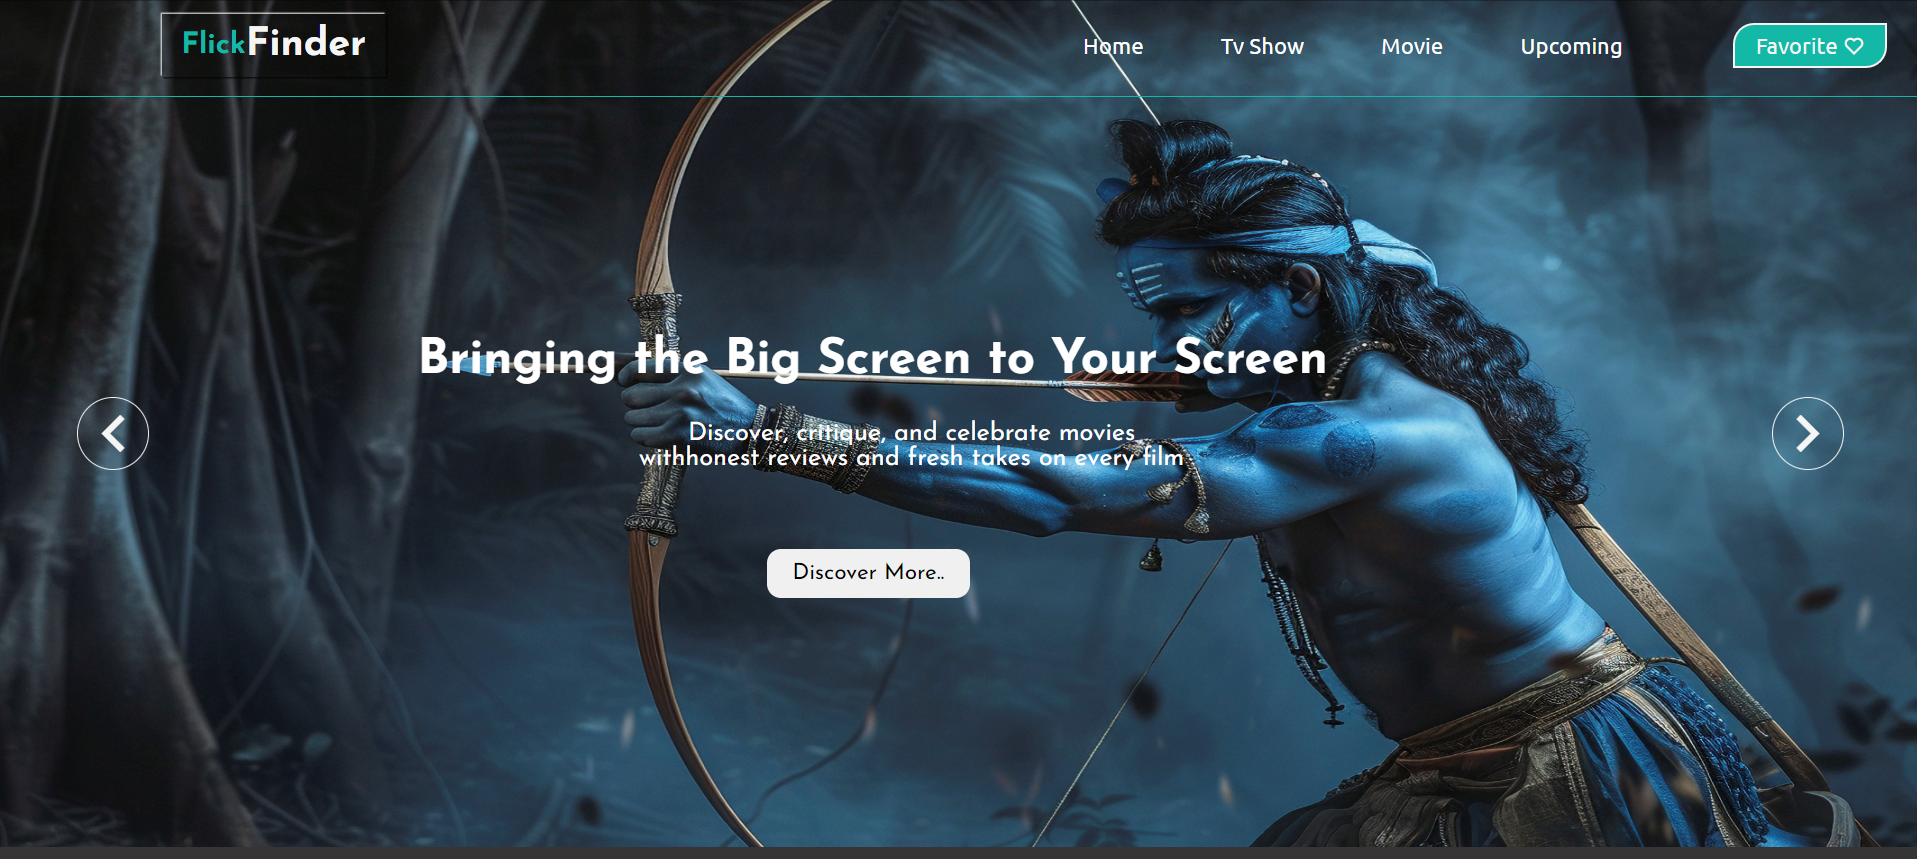 FlickFinder
Home
Tv Show
Movie
Upcoming
Favorite
Bringing the Big Screen to Your Screen
Discover, critique, and celebrate movies
withhonest reviews and fresh takes on every film
Discover More..